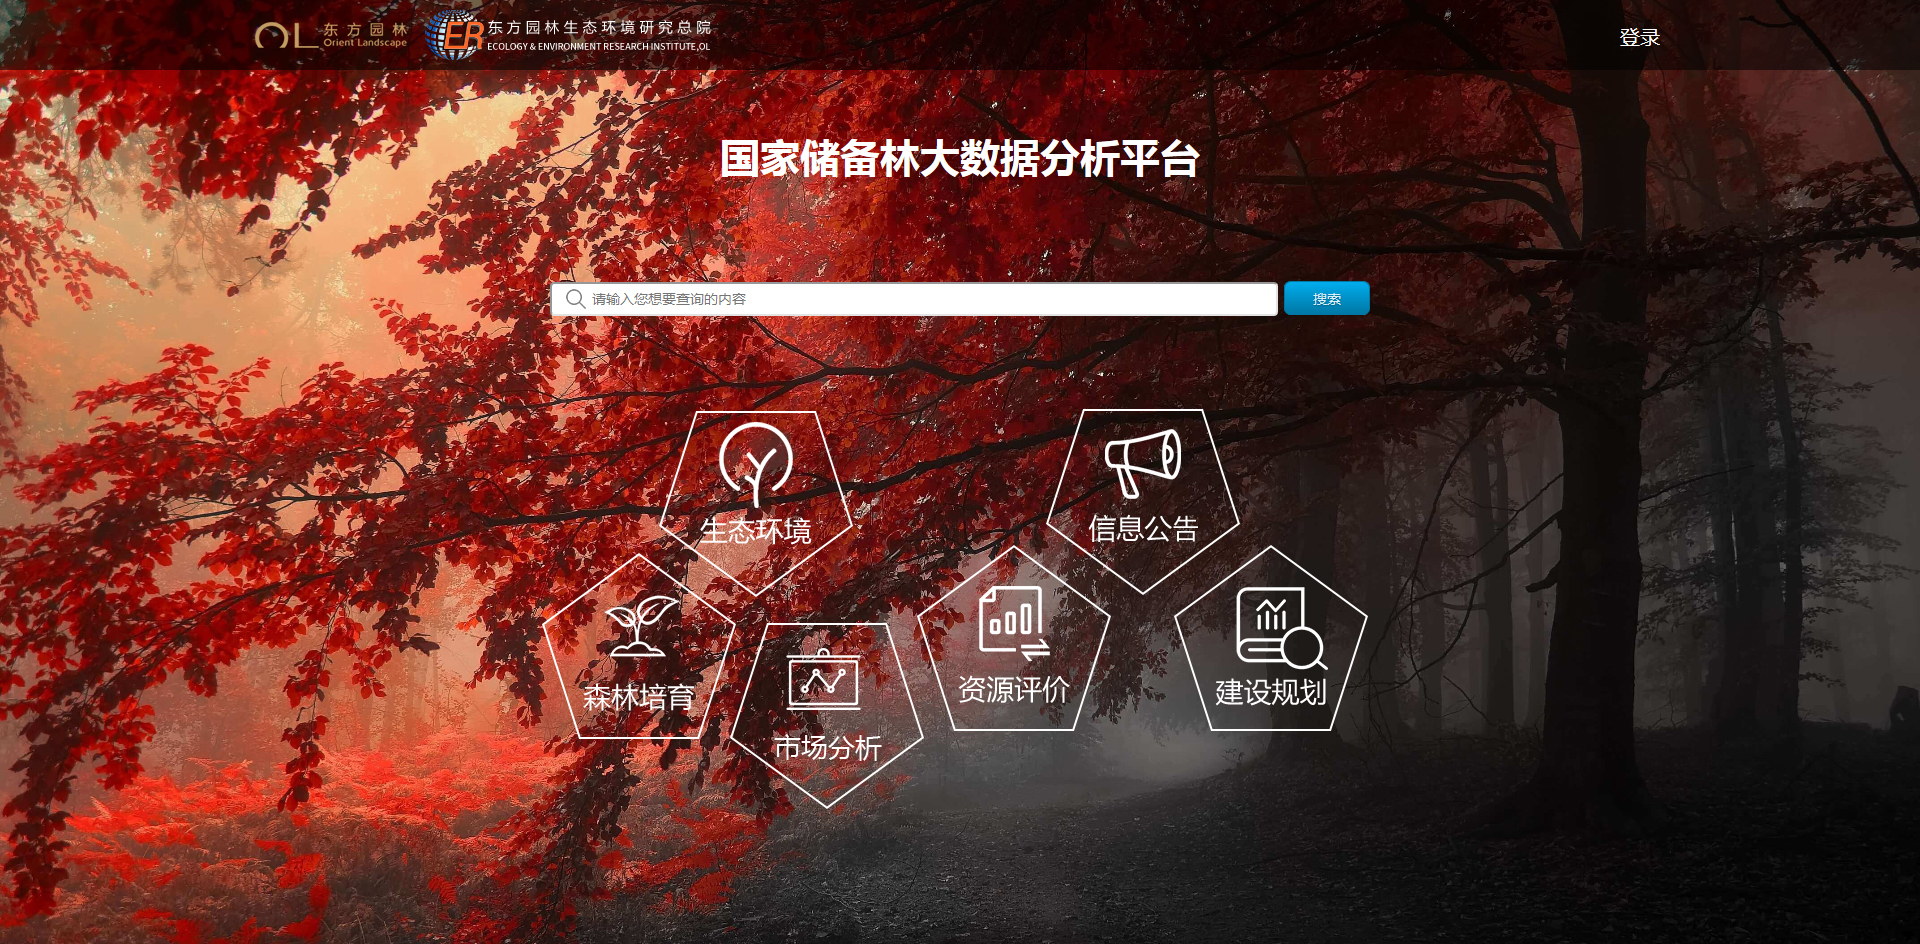 东方园林
Orient Landscape
ER
东方园林生态环境研究总院
ECOLOGY & ENVIRONMENT RESEARCH INSTITUTE,OL
登录
国家储备林大数据分析平台
请输入您想要查询的内容
搜索
生态环境
信息公告
森林培育
市场分析
资源评价
建设规划